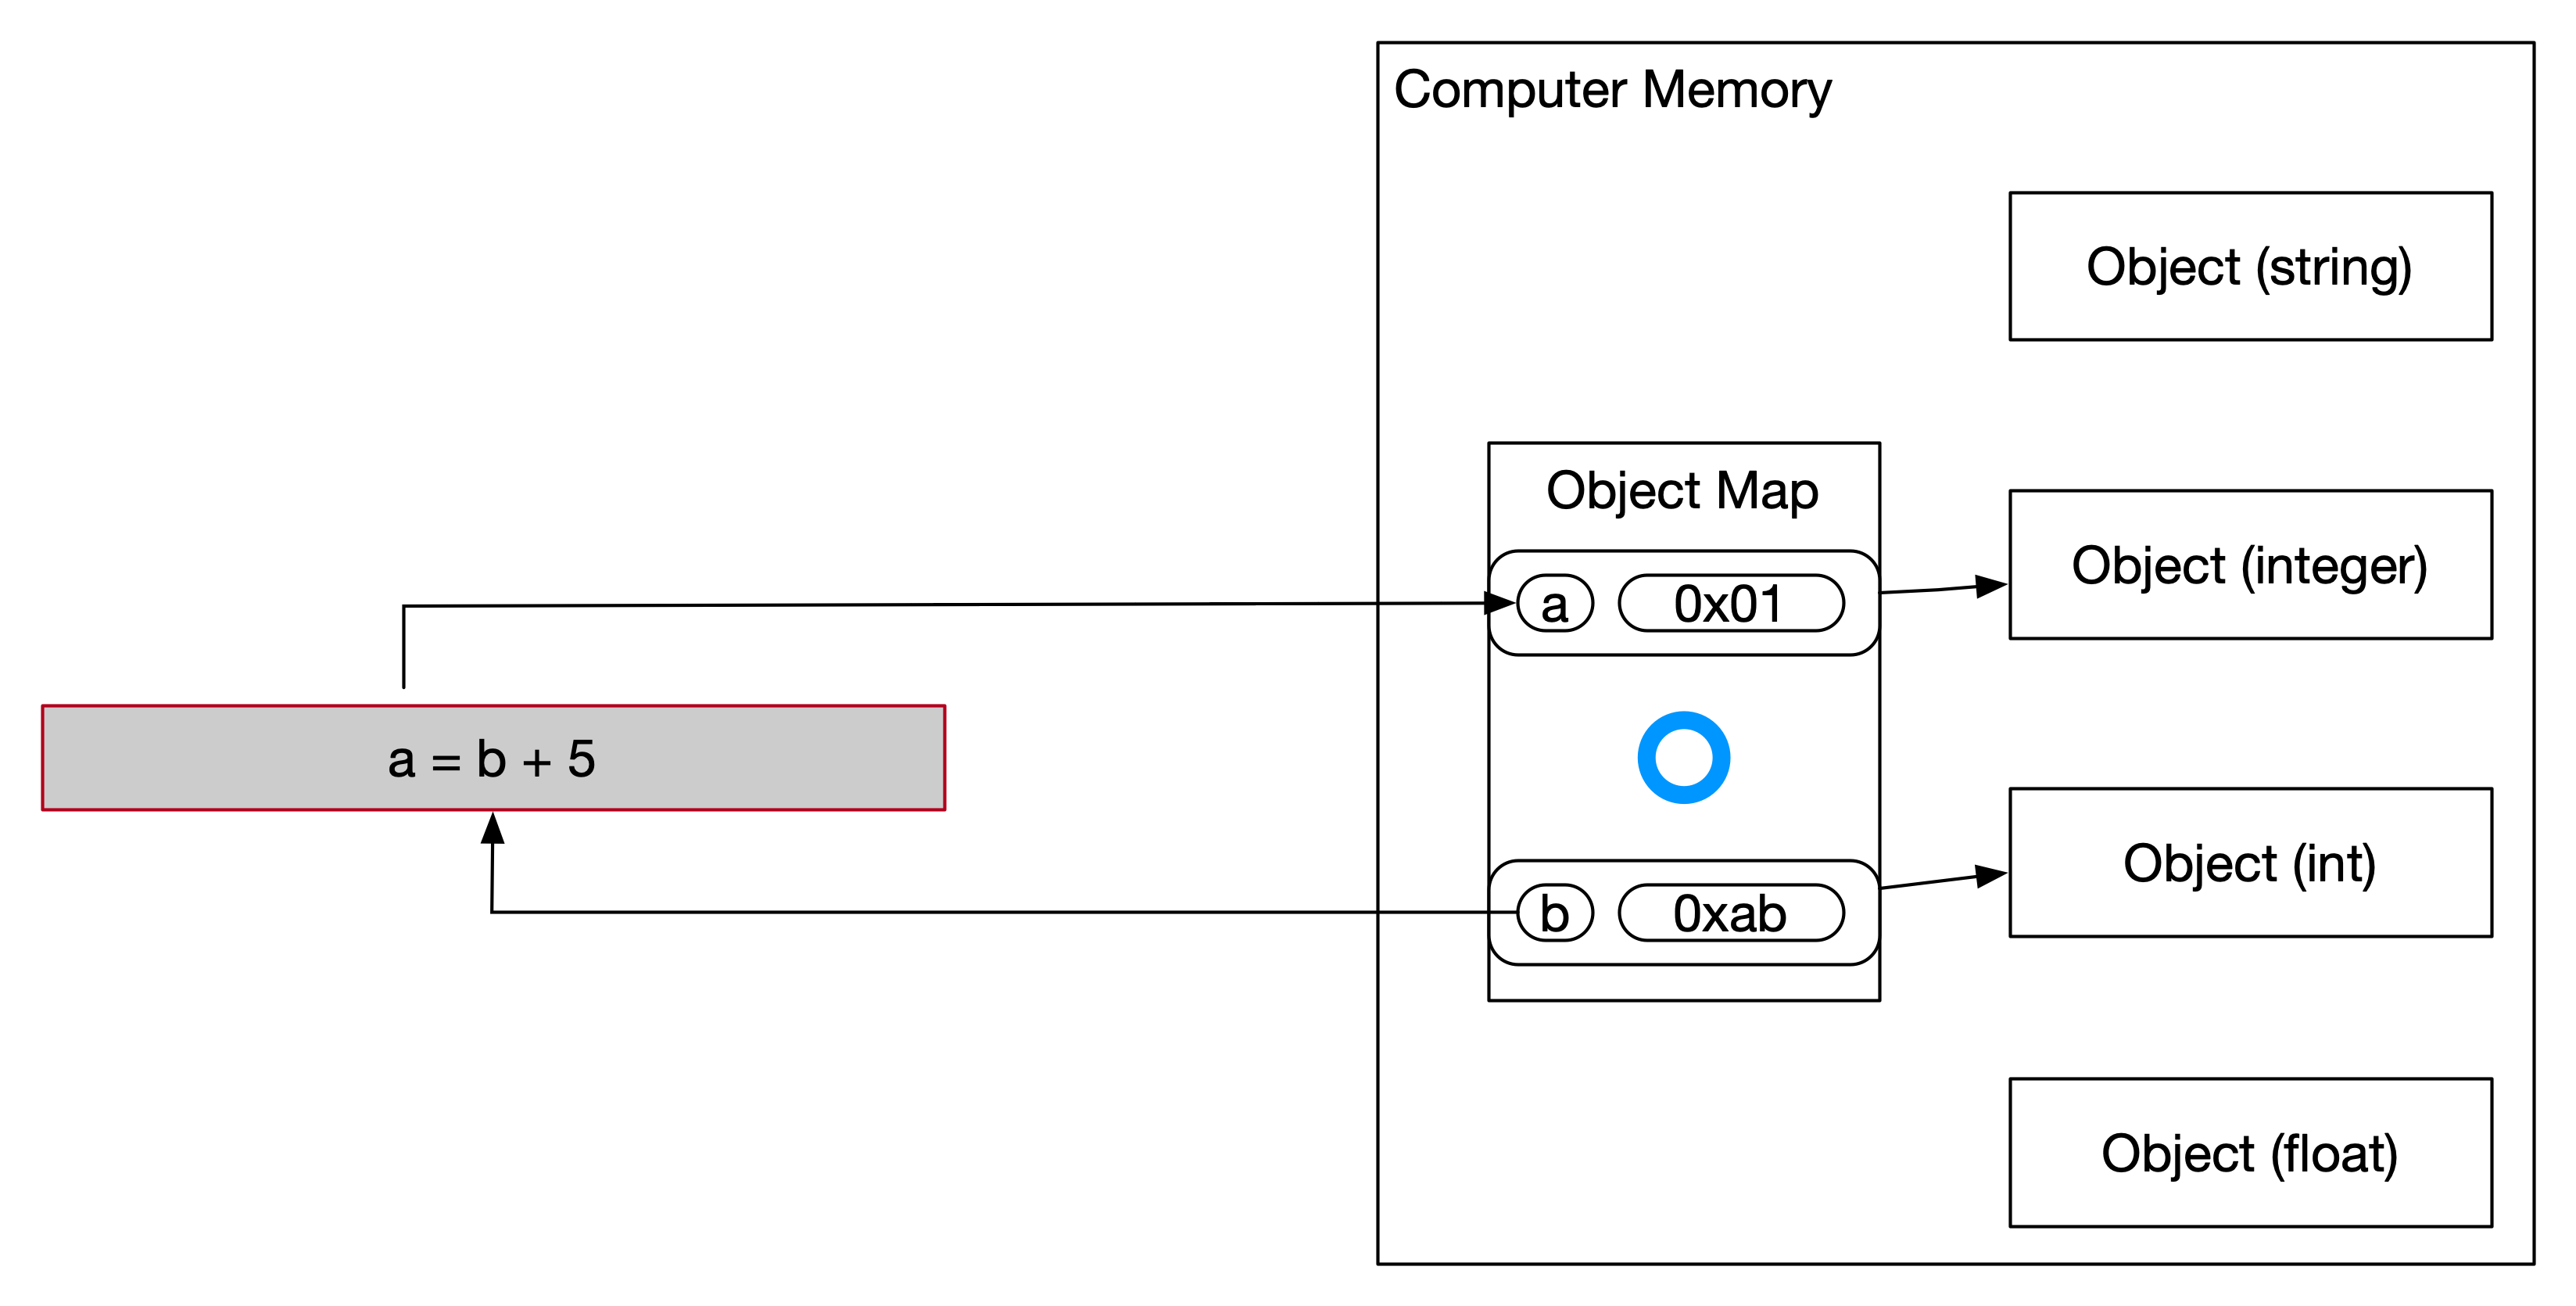 Computer Memory
Object (string)
Object Map
Object (integer)
a 0x01
a = b + 5
Object (int)
b 0xab
Object (float)